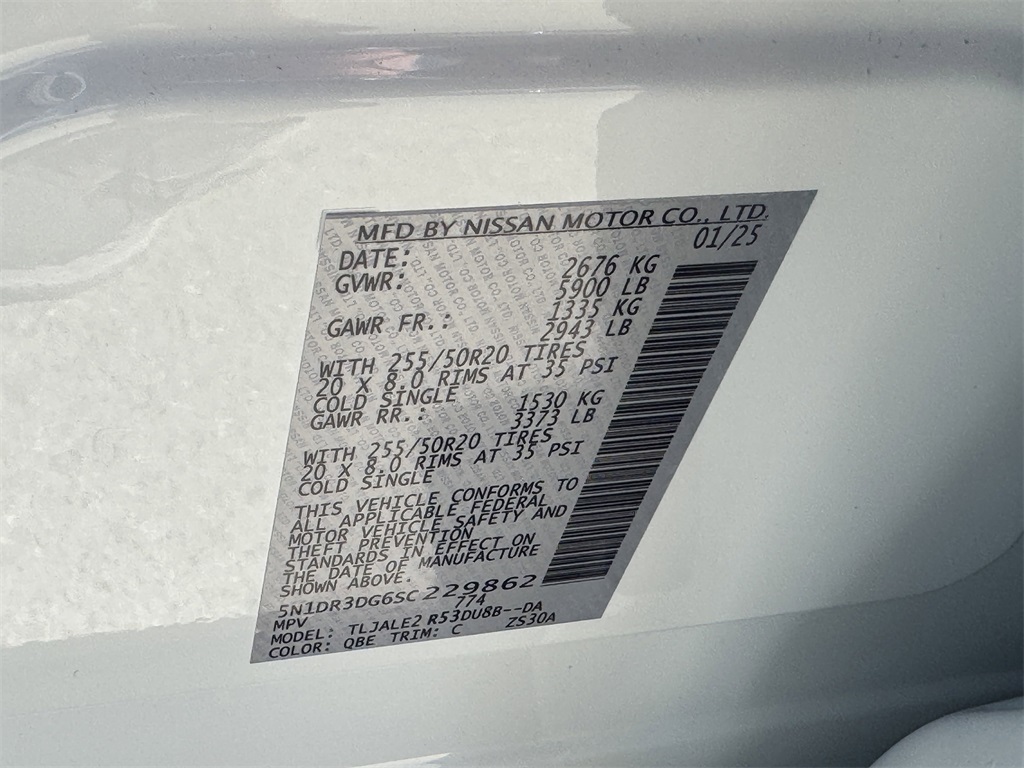 MFD BY NISSAN MOTOR CO., LTD.
DATE: 01/25
GVWR: 2676 KG
5900 LB
GAWR FR.: 1335 KG
2943 LB
WITH 255/50R20 TIRES
20 X 8.0 RIMS AT 35 PSI
COLD SINGLE
GAWR RR.: 1530 KG
3373 LB
WITH 255/50R20 TIRES
20 X 8.0 RIMS AT 35 PSI
COLD SINGLE
THIS VEHICLE CONFORMS TO
ALL APPLICABLE FEDERAL
MOTOR VEHICLE SAFETY AND
THEFT PREVENTION
STANDARDS IN EFFECT ON
THE DATE OF MANUFACTURE
SHOWN ABOVE.
5N1DR3DG6SC229862
MPV 774
MODEL: TLJALE2 R53DU8B--DA
COLOR: QBE TRIM: C ZS30A